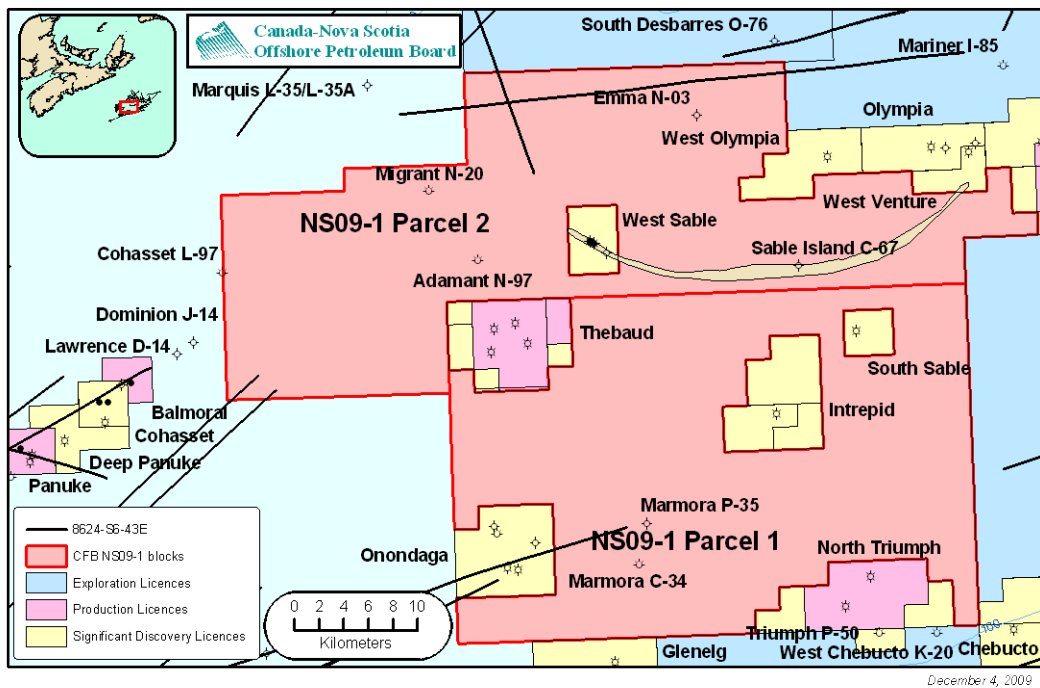 Canada-Nova Scotia
Offshore Petroleum Board
South Desbarres O-76
Mariner I-85
Marquis L-35/L-35A
Emma N-03
Olympia
West Olympia
Migrant N-20
NS09-1 Parcel 2
West Sable
West Venture
Cohasset L-97
Sable Island C-67
Adamant N-97
Dominion J-14
Thebaud
Lawrence D-14
South Sable
Balmoral
Intrepid
Cohasset
Deep Panuke
Panuke
Marmora P-35
8624-S6-43E
CFB NS09-1 blocks
Exploration Licences
Production Licences
Significant Discovery Licences
Onondaga
NS09-1 Parcel 1
North Triumph
Marmora C-34
0 2 4 6 8 10
Kilometers
Triumph P-50
100
Glenelg
West Chebucto K-20
Chebucto
December 4, 2009